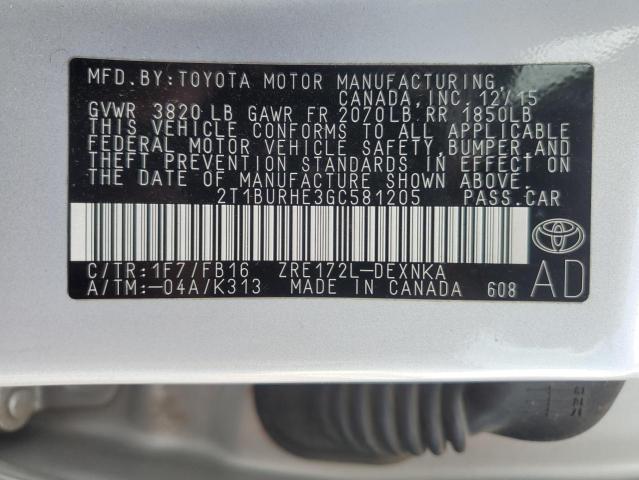 MFD. BY: TOYOTA MOTOR MANUFACTURING,
CANADA, INC. 12/15
GVWR 3820 LB GAWR FR 2070LB RR 1850LB
THIS VEHICLE CONFORMS TO ALL APPLICABLE
FEDERAL MOTOR VEHICLE SAFETY, BUMPER, AND
THEFT PREVENTION STANDARDS IN EFFECT ON
THE DATE OF MANUFACTURE SHOWN ABOVE.
2T1BURHE3GC581205 PASS.CAR
C/TR:1F7/FB16 ZRE172L-DEXNKA
A/TM:-04A/K313 MADE IN CANADA 608
AD